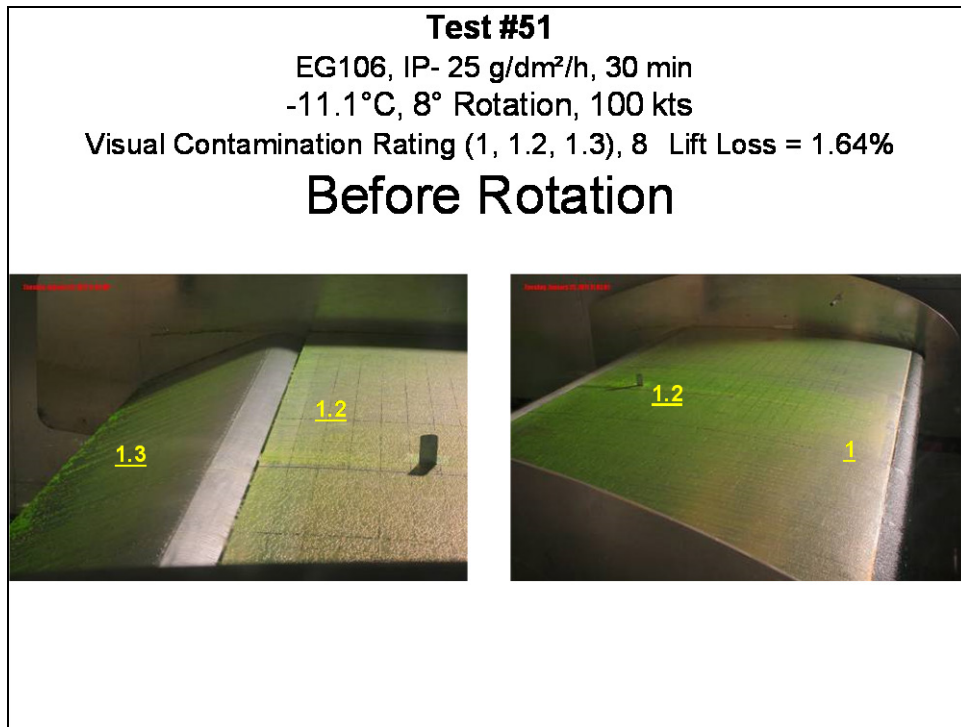 Test #51
EG106, IP- 25 g/dm²/h, 30 min
-11.1°C, 8° Rotation, 100 kts
Visual Contamination Rating (1, 1.2, 1.3), 8 Lift Loss = 1.64%
Before Rotation
1.3
1.2
1.2
1